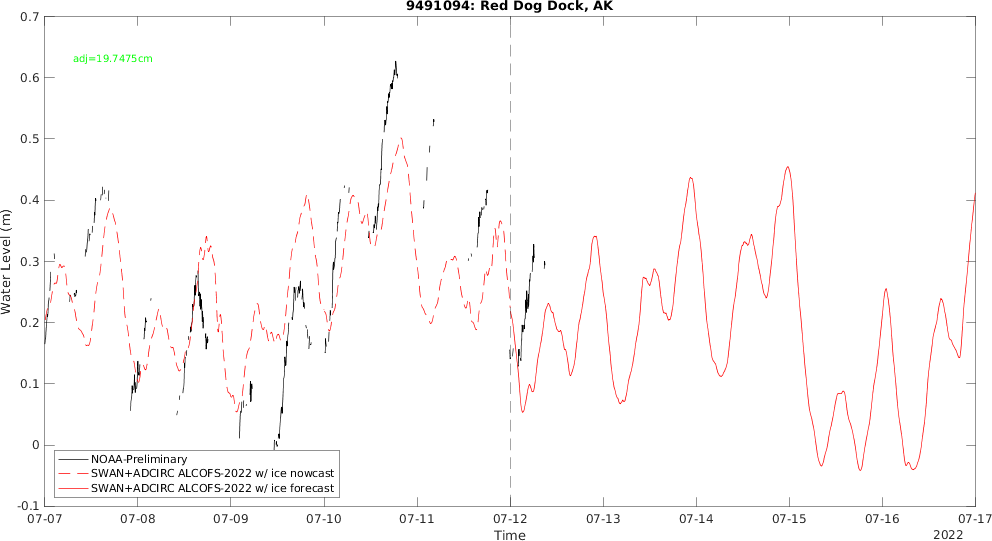 9491094: Red Dog Dock, AK
adj=19.7475cm
Water Level (m)
0.7
0.6
0.5
0.4
0.3
0.2
0.1
0
-0.1
NOAA-Preliminary
SWAN+ADCIRC ALCOFS-2022 w/ ice nowcast
SWAN+ADCIRC ALCOFS-2022 w/ ice forecast
07-07 07-08 07-09 07-10 07-11 07-12 07-13 07-14 07-15 07-16 07-17
Time
2022